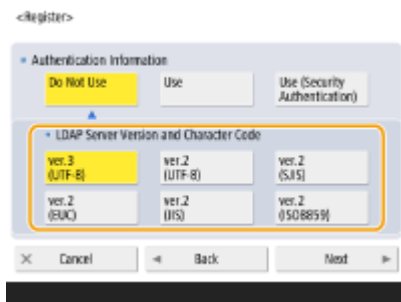 <Register>
Authentication Information
Do Not Use
Use
Use (Security
Authentication)
LDAP Server Version and Character Code
ver.3
(UTF-8)
ver.2
(UTF-8)
ver.2
(SJIS)
ver.2
(EUC)
ver.2
(JIS)
ver.2
(ISO8859)
Cancel
Back
Next